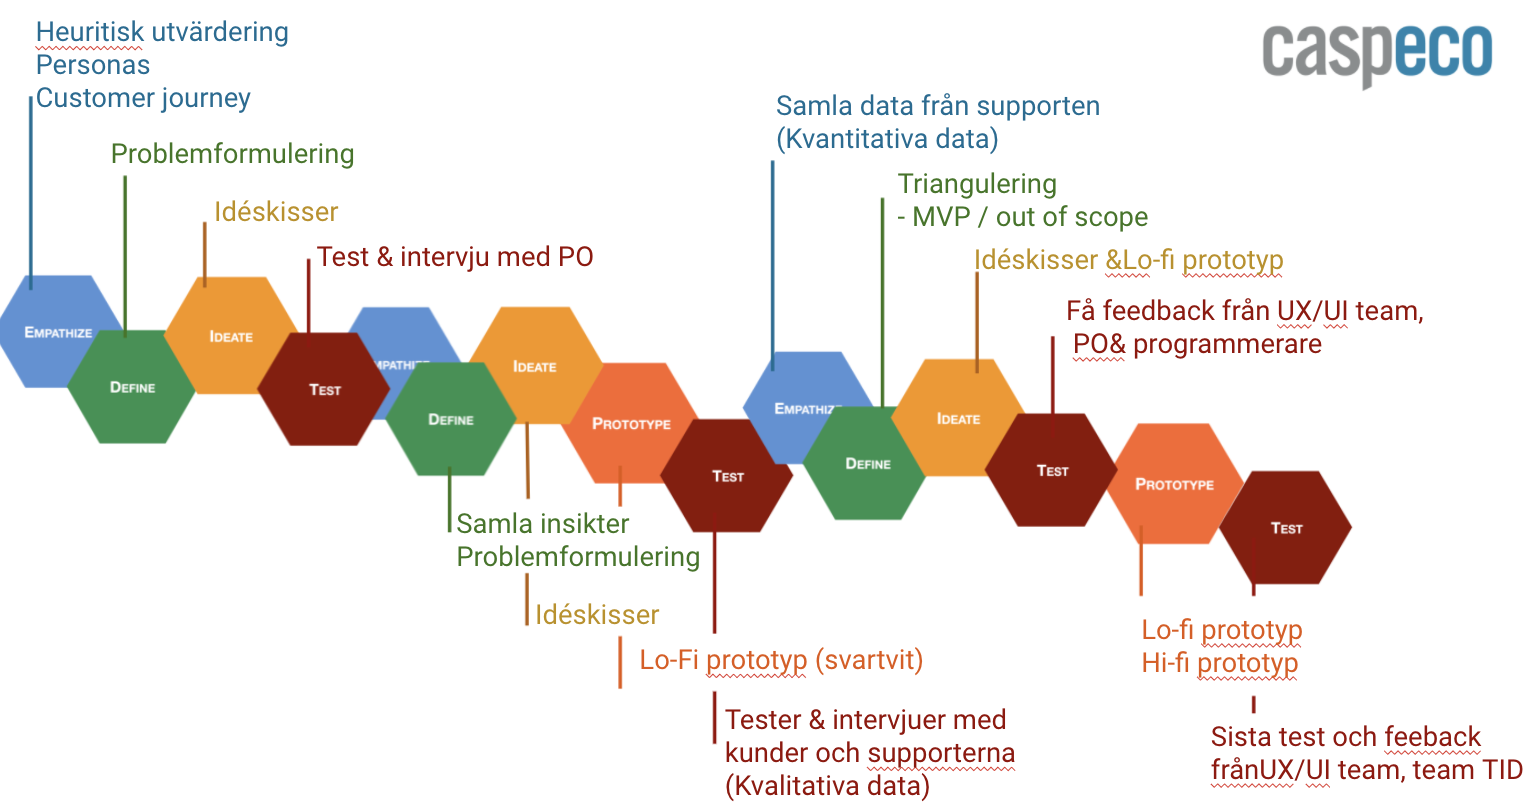 Heuritisk utvärdering
Personas
Customer journey
caspeco
Problemformulering
Idéskisser
Test & intervju med PO
Samla data från supporten
(Kvantitativa data)
Triangulering
- MVP / out of scope
Idéskisser &Lo-fi prototyp
Få feedback från UX/UI team,
PO& programmerare
EMPATHIZE
DEFINE
IDEATE
TEST
MPATHIZE
DEFINE
IDEATE
PROTOTYPE
TEST
EMPATHIZE
DEFINE
IDEATE
TEST
PROTOTYPE
TEST
Samla insikter
Problemformulering
Idéskisser
Lo-Fi prototyp (svartvit)
Tester & intervjuer med
kunder och supporterna
(Kvalitativa data)
Lo-fi prototyp
Hi-fi prototyp
Sista test och feeback
frånUX/UI team, team TID